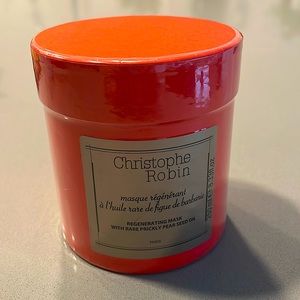 Christophe
Robin
masque régénérant
à l'huile rare de figue de barbarie
REGENERATING MASK
WITH RARE PRICKLY PEAR SEED OIL
PARIS